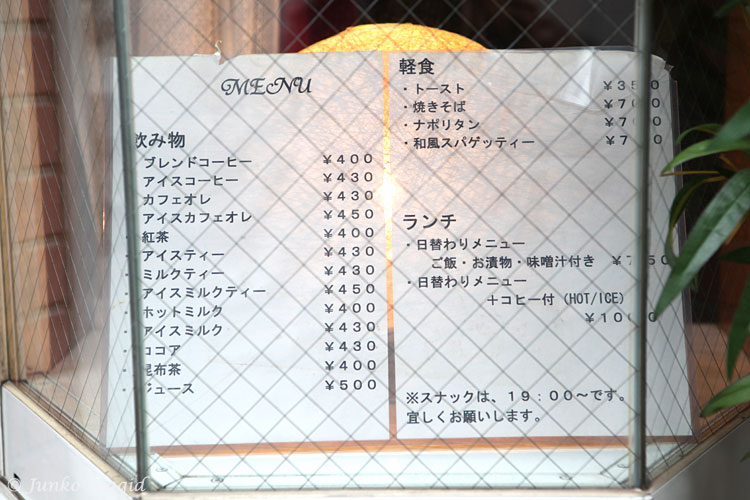 MENU
飲み物
ブレンドコーヒー ￥４００
アイスコーヒー ￥４３０
カフェオレ ￥４３０
アイスカフェオレ ￥４５０
紅茶 ￥４００
・アイスティー ￥４３０
・ミルクティー ￥４３０
・アイスミルクティー ￥４５０
・ホットミルク ￥４００
・アイスミルク ￥４３０
・ココア ￥４３０
・昆布茶 ￥４００
・ジュース ￥５００
軽食
・トースト ￥３５０
・焼きそば
・ナポリタン
・和風スパゲッティー
ランチ
・日替わりメニュー
ご飯・お漬物・味噌汁付き ￥７５０
・日替わりメニュー
＋コヒー付（HOT/ICE）
￥１０００
※スナックは、１９：００〜です。
宜しくお願いします。
© Junko